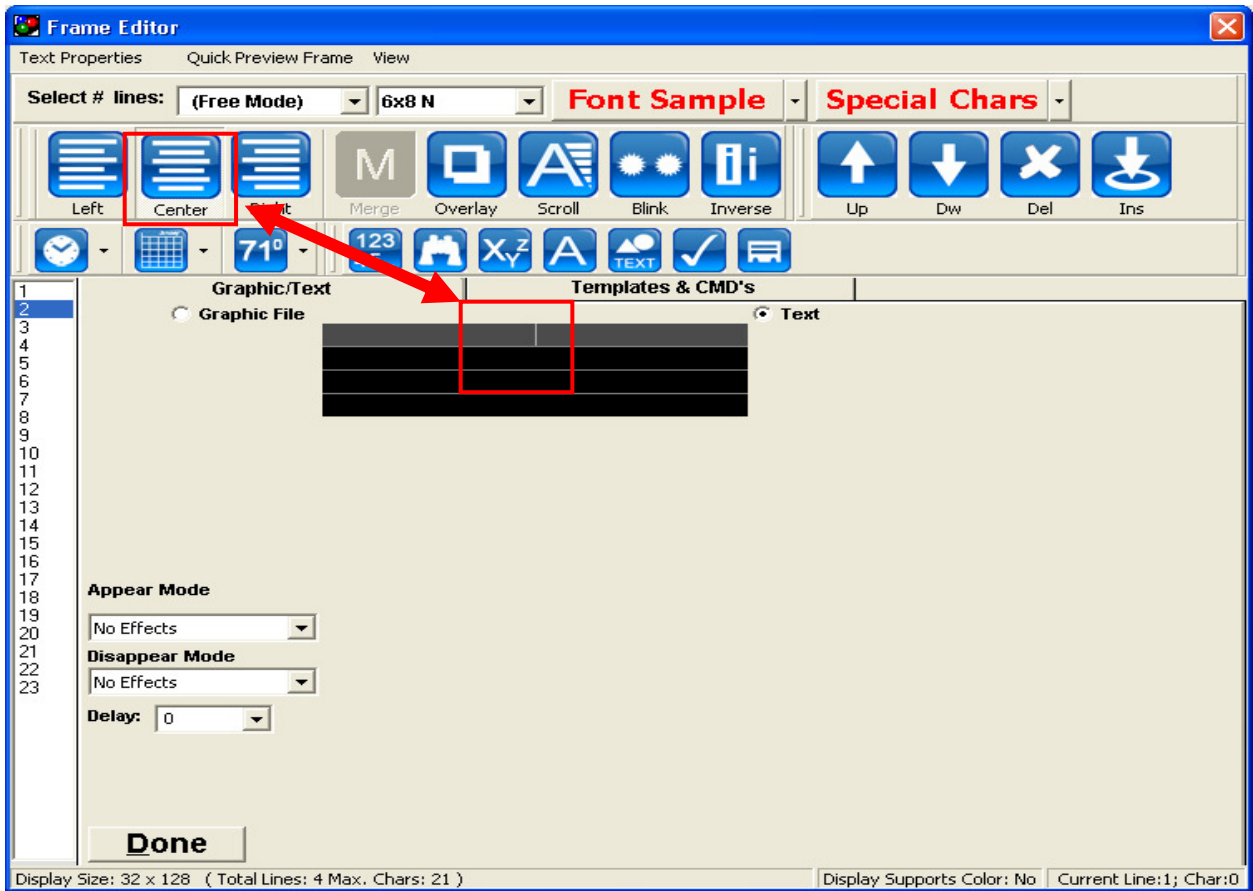 Frame Editor
Text Properties Quick Preview Frame View
Select # lines: (Free Mode) 6x8 N Font Sample Special Chars
M
Left Center Right Merge Overlay Scroll Blink Inverse Up Dw Del Ins
71º 123 XYZ A TEXT
Graphic/Text Templates & CMD's
Graphic File Text
1
2
3
4
5
6
7
8
9
10
11
12
13
14
15
16
17
18
19
20
21
22
23
Appear Mode
No Effects
Disappear Mode
No Effects
Delay: 0
Done
Display Size: 32 x 128 ( Total Lines: 4 Max. Chars: 21 ) Display Supports Color: No Current Line:1; Char:0